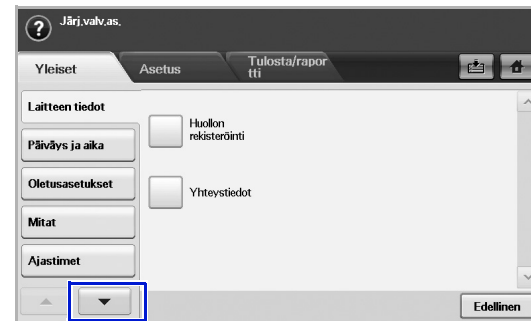 Järj.valv.as.
Yleiset
Asetus
Tulosta/rapor
tti
Laitteen tiedot
Päiväys ja aika
Oletusasetukset
Mitat
Ajastimet
Huollon
rekisteröinti
Yhteystiedot
Edellinen